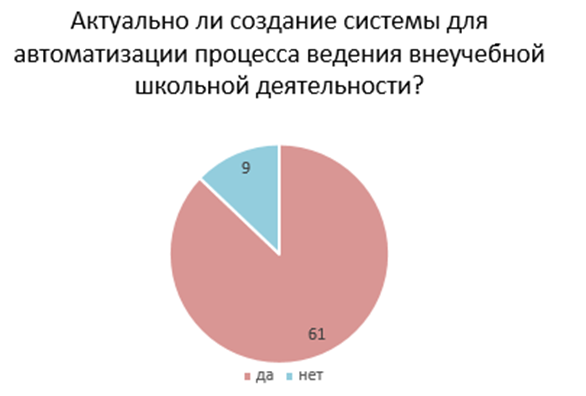 Актуально ли создание системы для
автоматизации процесса ведения внеучебной
школьной деятельности?
9
61
да нет